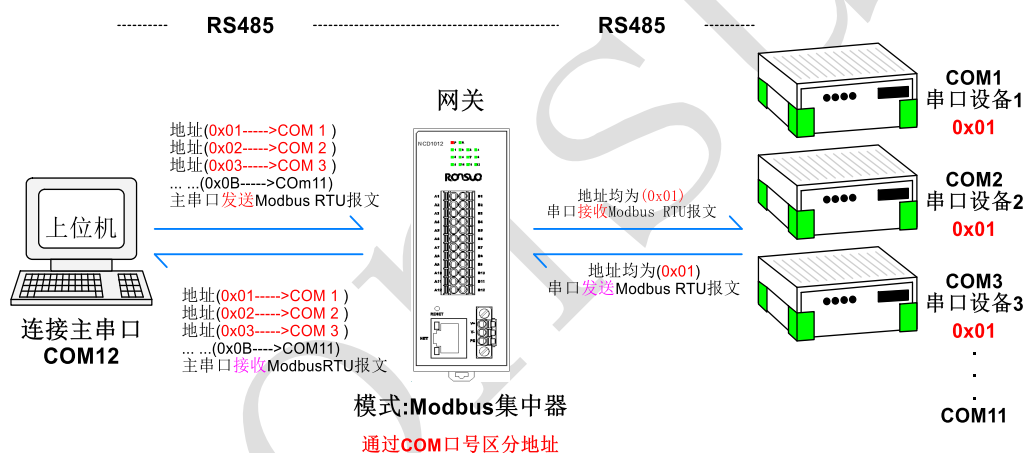 RS485
RS485
网关
COM1
串口设备1
0x01
地址(0x01----->COM 1 )
地址(0x02----->COM 2 )
地址(0x03----->COM 3 )
... ...(0x0B----->COm11)
主串口发送Modbus RTU报文
NCD1012
COM2
串口设备2
0x01
上位机
地址均为(0x01)
串口接收Modbus RTU报文
地址均为(0x01)
串口发送Modbus RTU报文
COM3
串口设备3
0x01
地址(0x01----->COM 1 )
地址(0x02----->COM 2 )
地址(0x03----->COM 3 )
... ...(0x0B---->COM11)
主串口接收ModbusRTU报文
连接主串口
COM12
NET
V+
V-
PE
模式:Modbus集中器
通过COM口号区分地址
COM11